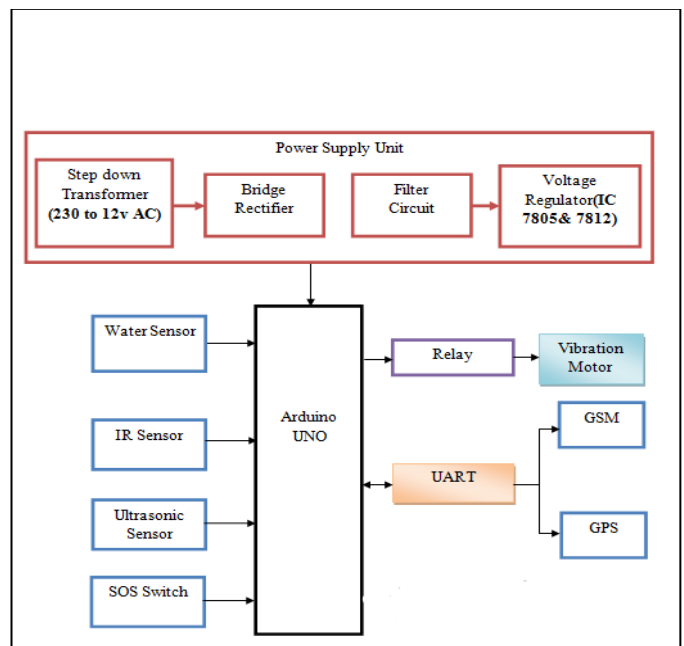 Power Supply Unit
Step down
Transformer
(230 to 12v AC)
Bridge
Rectifier
Filter
Circuit
Voltage
Regulator(IC
7805& 7812)
Water Sensor
IR Sensor
Ultrasonic
Sensor
SOS Switch
Arduino
UNO
Relay
Vibration
Motor
UART
GSM
GPS